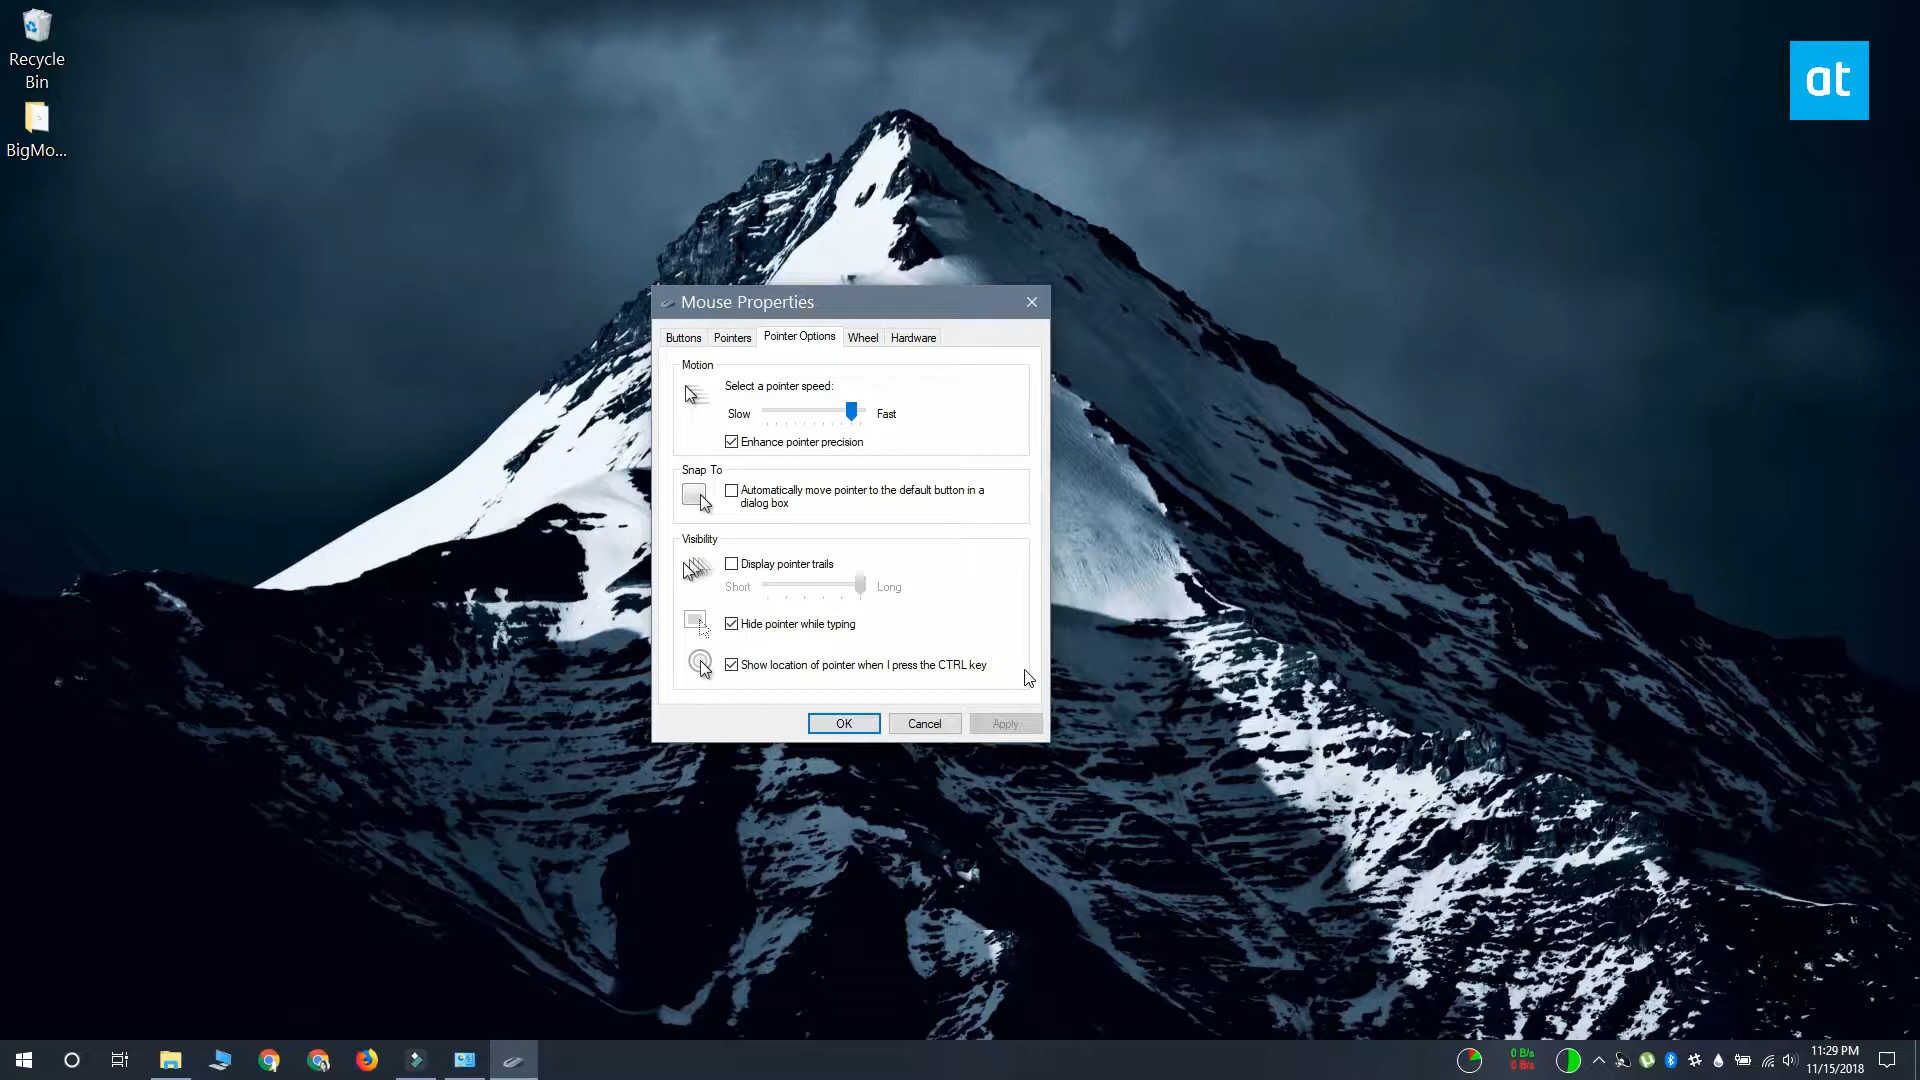 Recycle
Bin
BigMo...
at
Mouse Properties
Buttons
Pointers
Pointer Options
Wheel
Hardware
Motion
Select a pointer speed:
Slow
Fast
Enhance pointer precision
Snap To
Automatically move pointer to the default button in a
dialog box
Visibility
Display pointer trails
Short
Long
Hide pointer while typing
Show location of pointer when I press the CTRL key
OK
Cancel
Apply
0 B/s
0 B/s
11:29 PM
11/15/2018